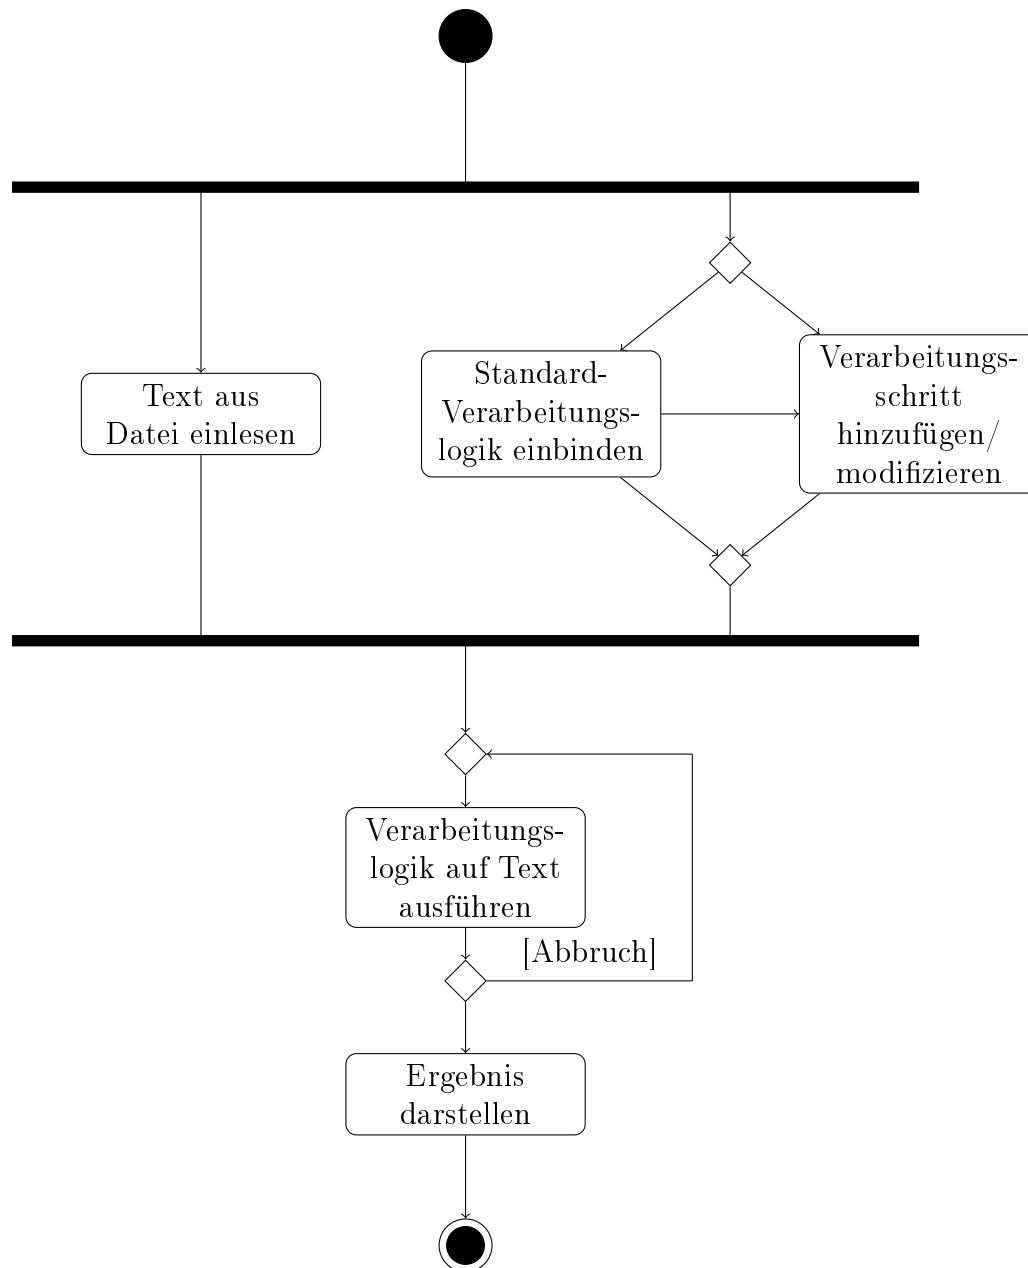 Text aus
Datei einlesen
Standard-
Verarbeitungs-
logik einbinden
Verarbeitungs-
schritt
hinzufügen/
modifizieren
Verarbeitungs-
logik auf Text
ausführen
[Abbruch]
Ergebnis
darstellen